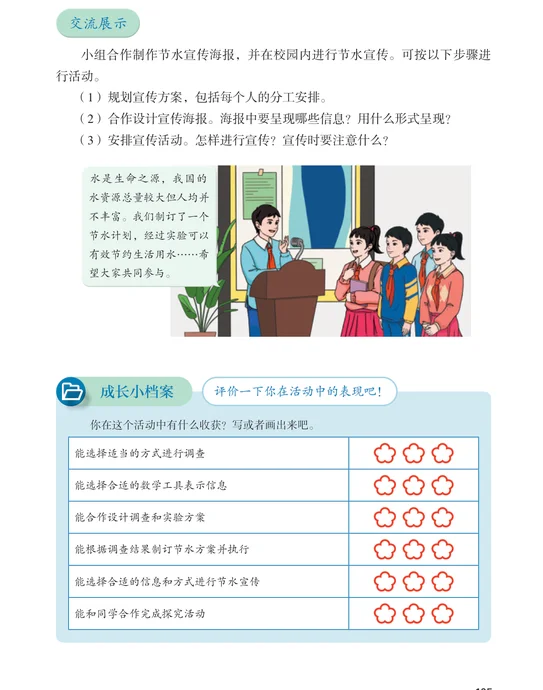 交流展示
小组合作制作节水宣传海报，并在校园内进行节水宣传。可按以下步骤进
行活动。
（1）规划宣传方案，包括每个人的分工安排。
（2）合作设计宣传海报。海报中要呈现哪些信息？用什么形式呈现？
（3）安排宣传活动。怎样进行宣传？宣传时要注意什么？
水是生命之源，我国的
水资源总量较大但人均并
不丰富。我们制订了一个
节水计划，经过实验可以
有效节约生活用水……希
望大家共同参与。
成长小档案
评价一下你在活动中的表现吧！
你在这个活动中有什么收获？写或者画出来吧。
能选择适当的方式进行调查
能选择合适的数学工具表示信息
能合作设计调查和实验方案
能根据调查结果制订节水方案并执行
能选择合适的信息和方式进行节水宣传
能和同学合作完成探究活动